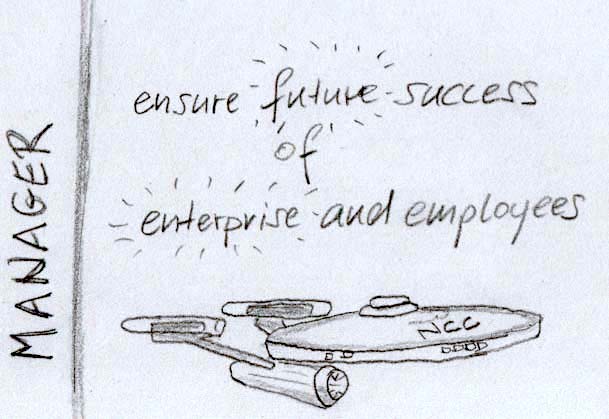 MANAGER
ensure future success
of
enterprise and employees
NCC